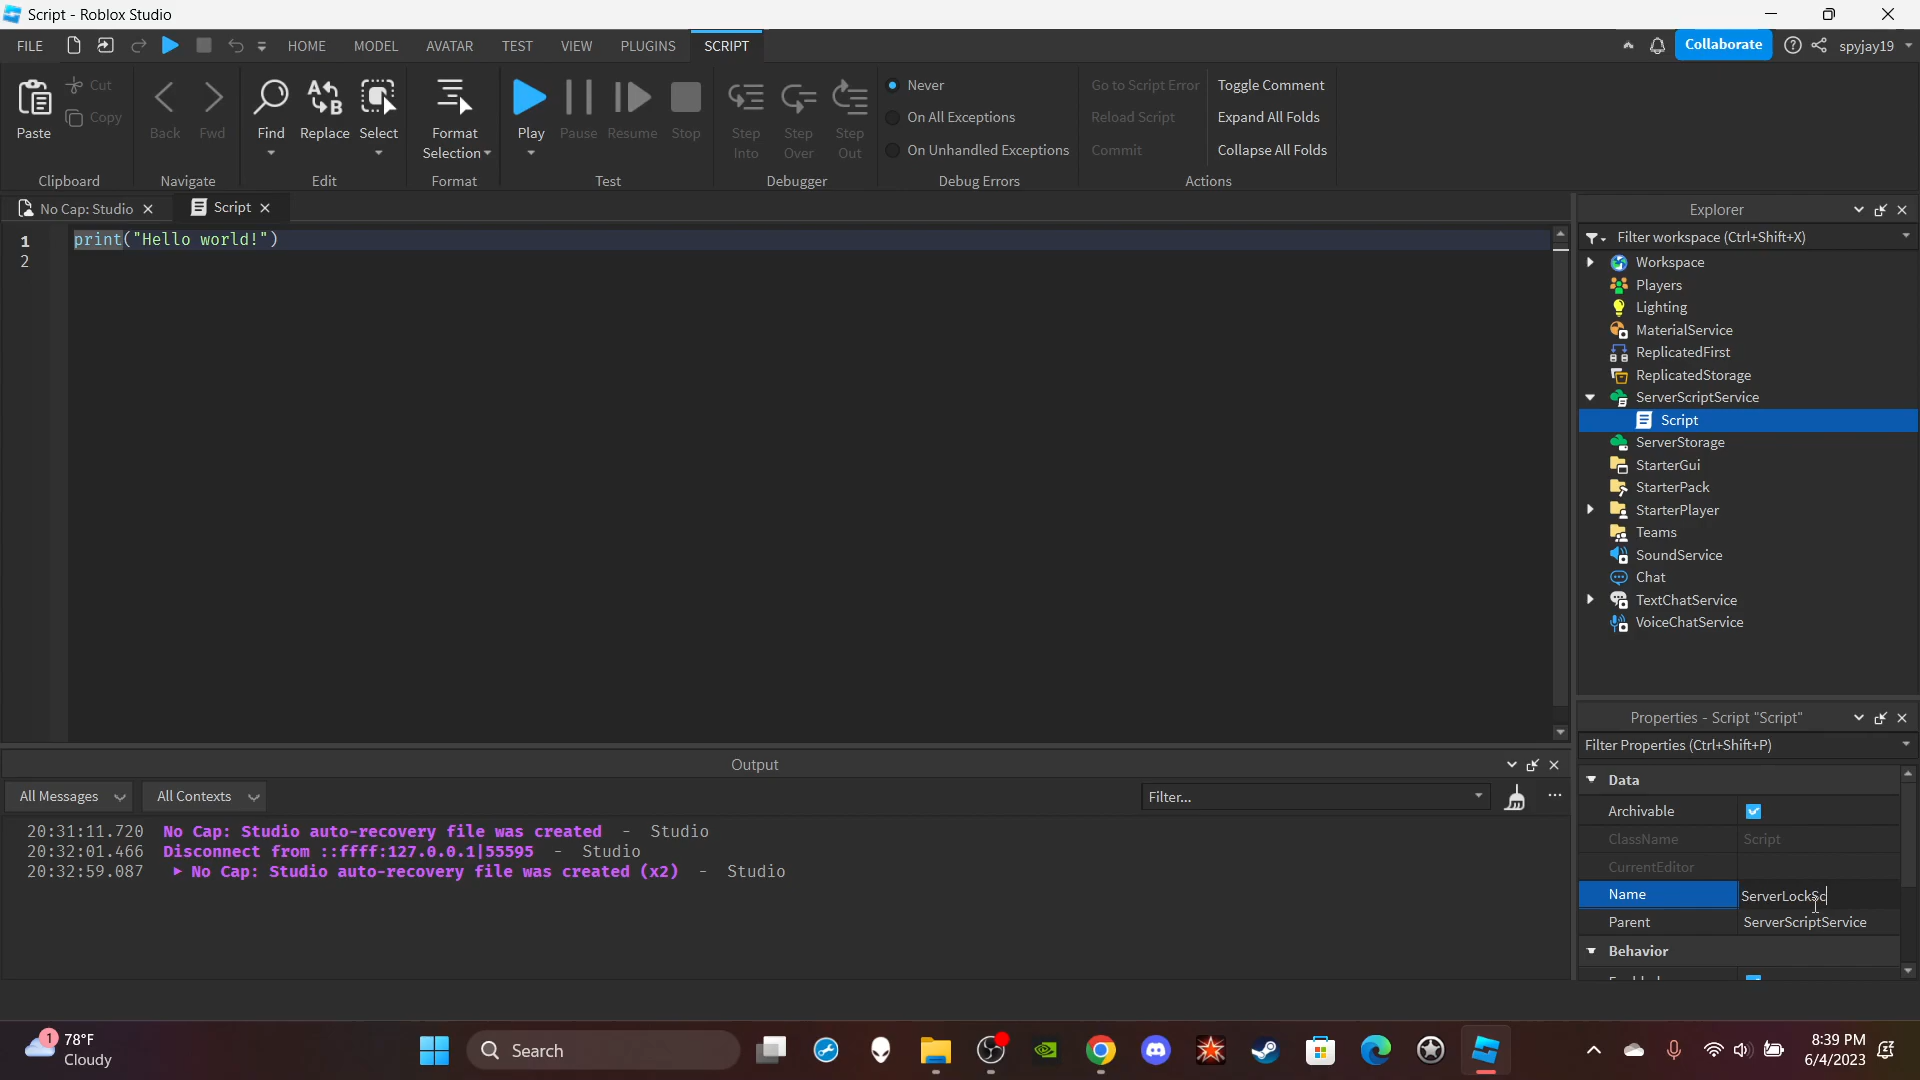 Script - Roblox Studio
FILE HOME MODEL AVATAR TEST VIEW PLUGINS SCRIPT Collaborate spyjay19
Paste Cut Copy Back Fwd Find Replace Select Format Selection Play Pause Resume Stop Step Into Step Over Step Out
Never
On All Exceptions
On Unhandled Exceptions
Go to Script Error
Reload Script
Commit
Toggle Comment
Expand All Folds
Collapse All Folds
Clipboard Navigate Edit Format Test Debugger Debug Errors Actions
No Cap: Studio Script
1 print("Hello world!")
2
Explorer
Filter workspace (Ctrl+Shift+X)
Workspace
Players
Lighting
MaterialService
ReplicatedFirst
ReplicatedStorage
ServerScriptService
Script
ServerStorage
StarterGui
StarterPack
StarterPlayer
Teams
SoundService
Chat
TextChatService
VoiceChatService
Properties - Script "Script"
Filter Properties (Ctrl+Shift+P)
Data
Archivable
ClassName Script
CurrentEditor
Name ServerLockSc
Parent ServerScriptService
Behavior
Output
All Messages All Contexts Filter...
20:31:11.720 No Cap: Studio auto-recovery file was created - Studio
20:32:01.466 Disconnect from ::ffff:127.0.0.1|55595 - Studio
20:32:59.087 No Cap: Studio auto-recovery file was created (x2) - Studio
1 78°F
Cloudy
Search
8:39 PM
6/4/2023